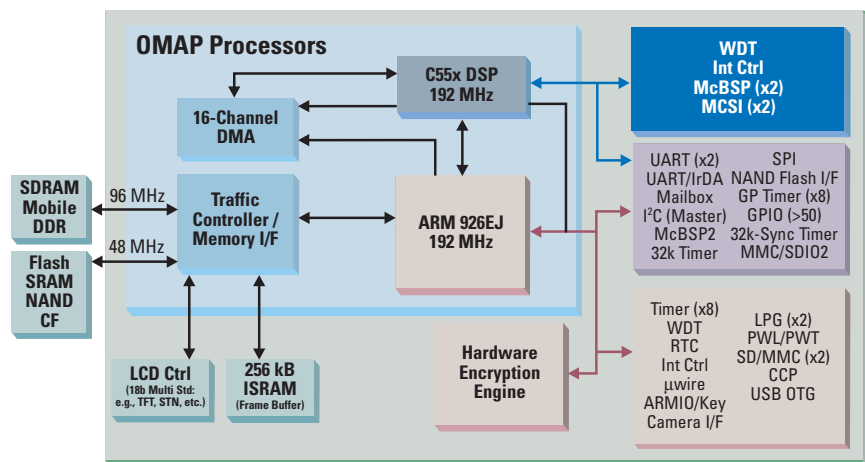 OMAP Processors
C55x DSP
192 MHz
16-Channel
DMA
Traffic
Controller /
Memory I/F
ARM 926EJ
192 MHz
SDRAM
Mobile
DDR
96 MHz
Flash
SRAM
NAND
CF
48 MHz
LCD Ctrl
(18b Multi Std:
e.g., TFT, STN, etc.)
256 kB
ISRAM
(Frame Buffer)
Hardware
Encryption
Engine
WDT
Int Ctrl
McBSP (x2)
MCSI (x2)
UART (x2)
UART/IrDA
Mailbox
I²C (Master)
McBSP2
32k Timer
SPI
NAND Flash I/F
GP Timer (x8)
GPIO (>50)
32k-Sync Timer
MMC/SDIO2
Timer (x8)
WDT
RTC
Int Ctrl
µwire
ARMIO/Key
Camera I/F
LPG (x2)
PWL/PWT
SD/MMC (x2)
CCP
USB OTG